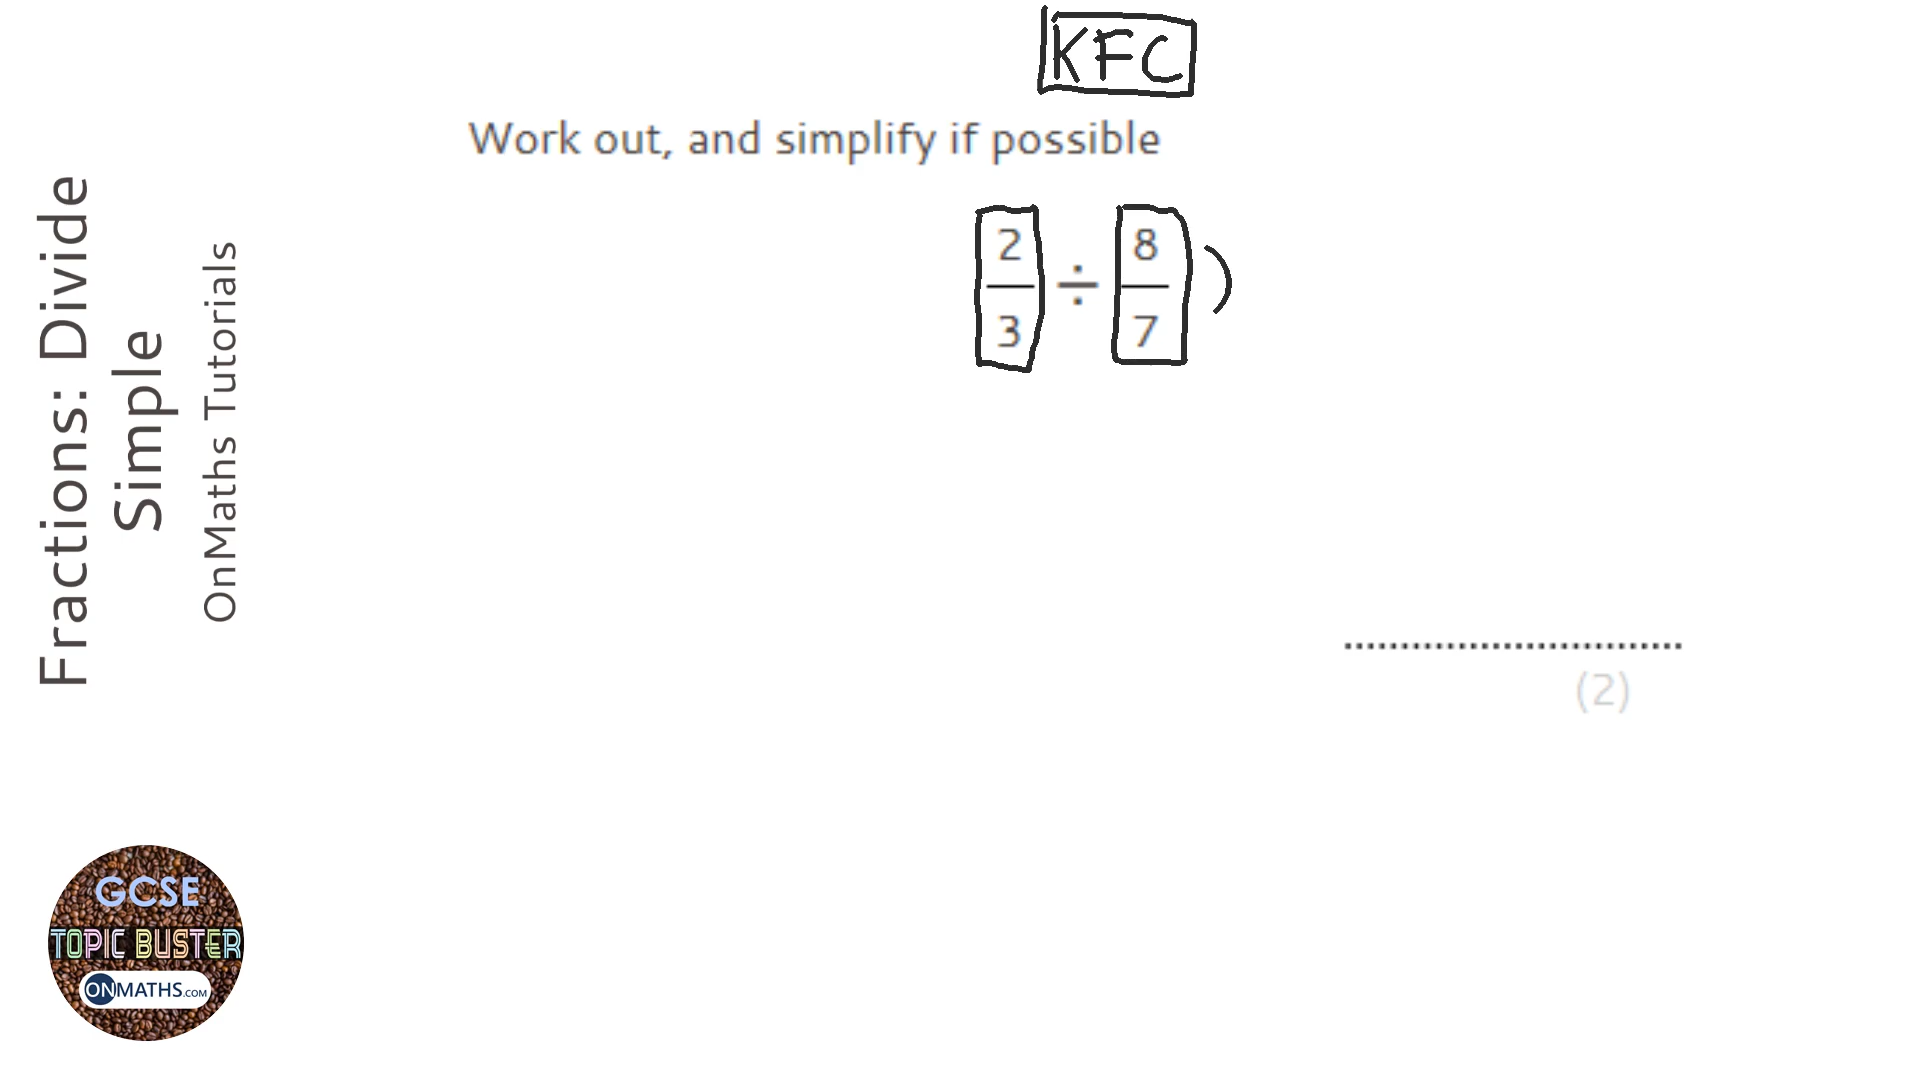 KFC
Work out, and simplify if possible
2/3 ÷ 8/7 )
(2)
Fractions: Divide
Simple
OnMaths Tutorials
GCSE
TOPIC BUSTER
ONMATHS.COM